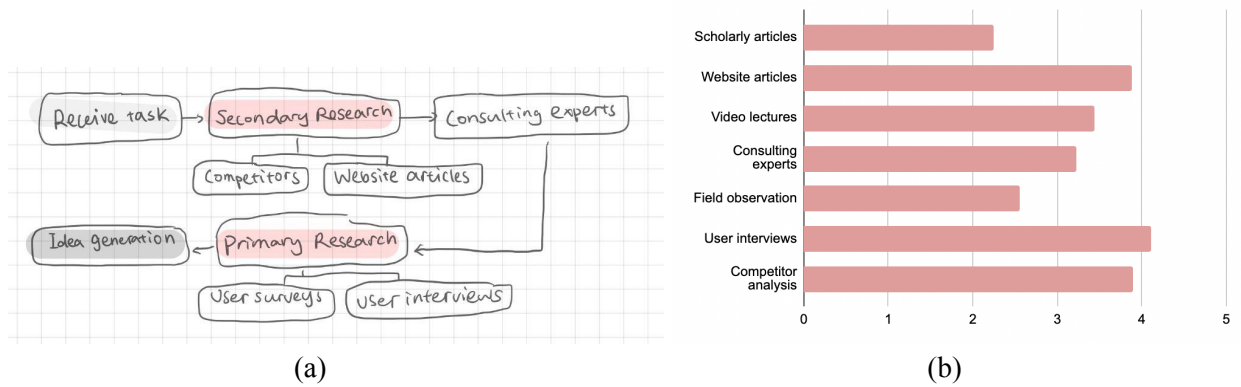 Receive task
Secondary Research
Consulting experts
Competitors
Website articles
Idea generation
Primary Research
User surveys
User interviews
(a)
Scholarly articles
Website articles
Video lectures
Consulting
experts
Field observation
User interviews
Competitor
analysis
0
1
2
3
4
5
(b)